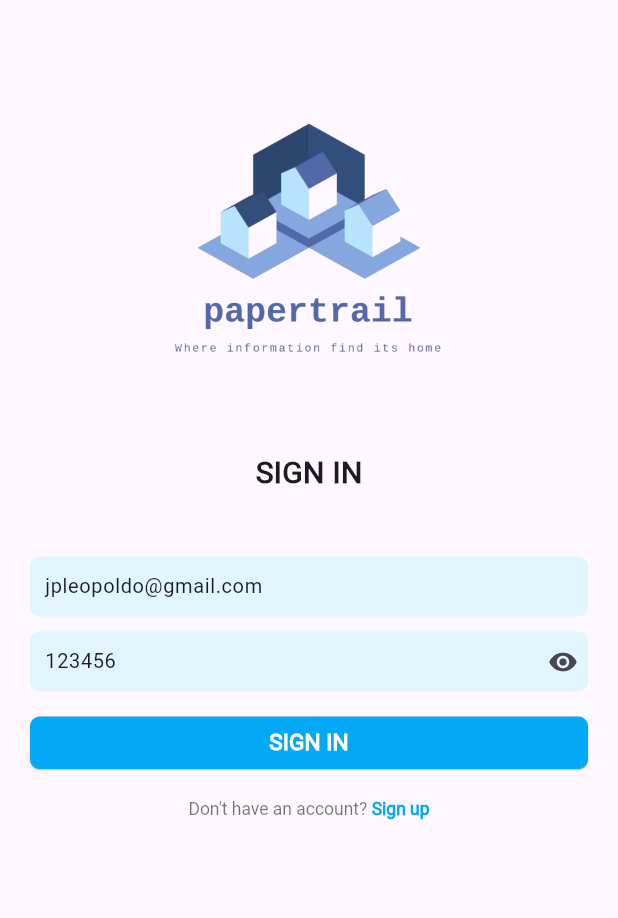 papertrail
Where information find its home
SIGN IN
jpleopoldo@gmail.com
123456
SIGN IN
Don't have an account? Sign up